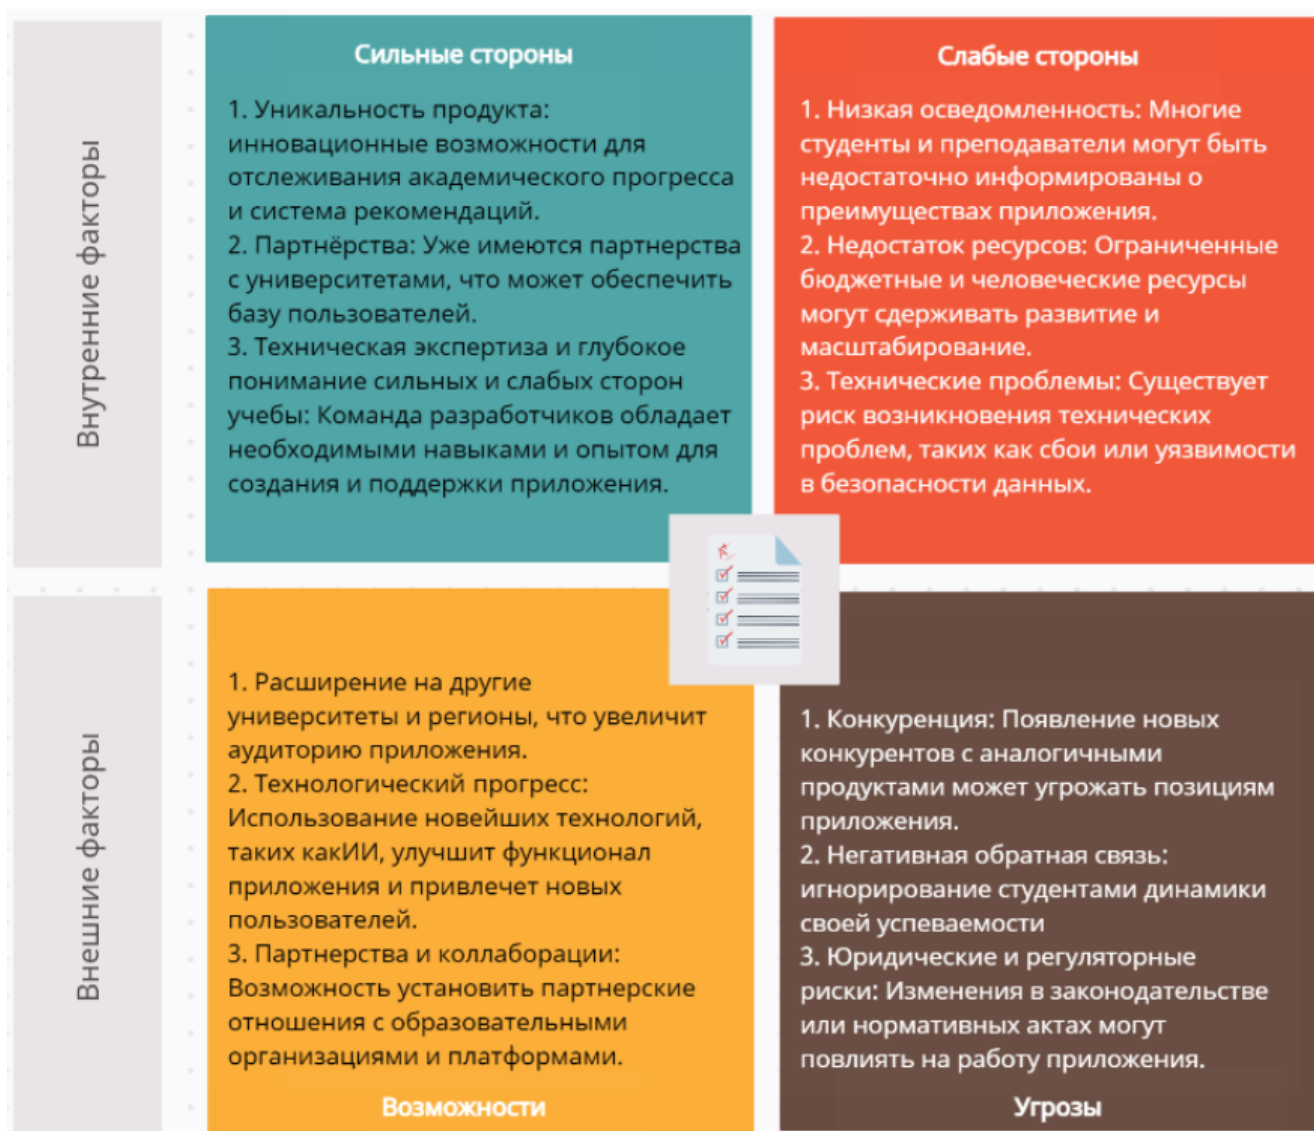 Внутренние факторы
Сильные стороны
1. Уникальность продукта:
инновационные возможности для
отслеживания академического прогресса
и система рекомендаций.
2. Партнёрства: Уже имеются партнерства
с университетами, что может обеспечить
базу пользователей.
3. Техническая экспертиза и глубокое
понимание сильных и слабых сторон
учебы: Команда разработчиков обладает
необходимыми навыками и опытом для
создания и поддержки приложения.
Слабые стороны
1. Низкая осведомленность: Многие
студенты и преподаватели могут быть
недостаточно информированы о
преимуществах приложения.
2. Недостаток ресурсов: Ограниченные
бюджетные и человеческие ресурсы
могут сдерживать развитие и
масштабирование.
3. Технические проблемы: Существует
риск возникновения технических
проблем, таких как сбои или уязвимости
в безопасности данных.
Внешние факторы
1. Расширение на другие
университеты и регионы, что увеличит
аудиторию приложения.
2. Технологический прогресс:
Использование новейших технологий,
таких какИИ, улучшит функционал
приложения и привлечет новых
пользователей.
3. Партнерства и коллаборации:
Возможность установить партнерские
отношения с образовательными
организациями и платформами.
Возможности
1. Конкуренция: Появление новых
конкурентов с аналогичными
продуктами может угрожать позициям
приложения.
2. Негативная обратная связь:
игнорирование студентами динамики
своей успеваемости
3. Юридические и регуляторные
риски: Изменения в законодательстве
или нормативных актах могут
повлиять на работу приложения.
Угрозы